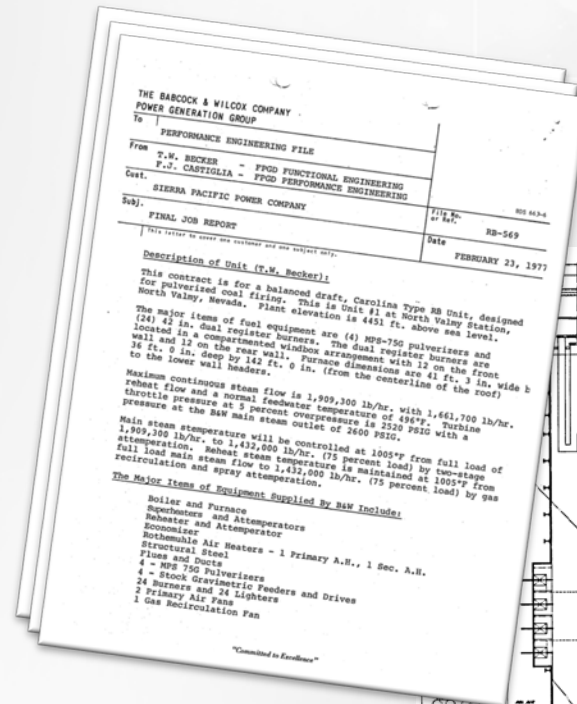 THE BABCOCK & WILCOX COMPANY
POWER GENERATION GROUP
To
PERFORMANCE ENGINEERING FILE
From
T.W. BECKER - FPGD FUNCTIONAL ENGINEERING
F.J. CASTIGLIA - FPGD PERFORMANCE ENGINEERING
Cust.
SIERRA PACIFIC POWER COMPANY
BDS 663-6
File No.
or Ref.
RB-569
Subj.
FINAL JOB REPORT
Date
FEBRUARY 23, 1977
This letter to cover one customer and one subject only.
Description of Unit (T.W. Becker):
This contract is for a balanced draft, Carolina Type RB Unit, designed
for pulverized coal firing. This is Unit #1 at North Valmy Station,
North Valmy, Nevada. Plant elevation is 4451 ft. above sea level.
The major items of fuel equipment are (4) MPS-75G pulverizers and
(24) 42 in. dual register burners. The dual register burners are
located in a compartmented windbox arrangement with 12 on the front
wall and 12 on the rear wall. Furnace dimensions are 41 ft. 3 in. wide b
36 ft. 0 in. deep by 142 ft. 0 in. (from the centerline of the roof)
to the lower wall headers.
Maximum continuous steam flow is 1,909,300 lb/hr. with 1,661,700 lb/hr.
reheat flow and a normal feedwater temperature of 496°F. Turbine
throttle pressure at 5 percent overpressure is 2520 PSIG with a
pressure at the B&W main steam outlet of 2600 PSIG.
Main steam stemperature will be controlled at 1005°F from full load of
1,909,300 lb/hr. to 1,432,000 lb/hr. (75 percent load) by two-stage
attemperation. Reheat steam temperature is maintained at 1005°F from
full load main steam flow to 1,432,000 lb/hr. (75 percent load) by gas
recirculation and spray attemperation.
The Major Items of Equipment Supplied By B&W Include:
Boiler and Furnace
Superheaters and Attemperators
Reheater and Attemperator
Economizer
Rothemuhle Air Heaters - 1 Primary A.H., 1 Sec. A.H.
Structural Steel
Flues and Ducts
4 - MPS 75G Pulverizers
4 - Stock Gravimetric Feeders and Drives
24 Burners and 24 Lighters
2 Primary Air Fans
1 Gas Recirculation Fan
"Committed to Excellence"